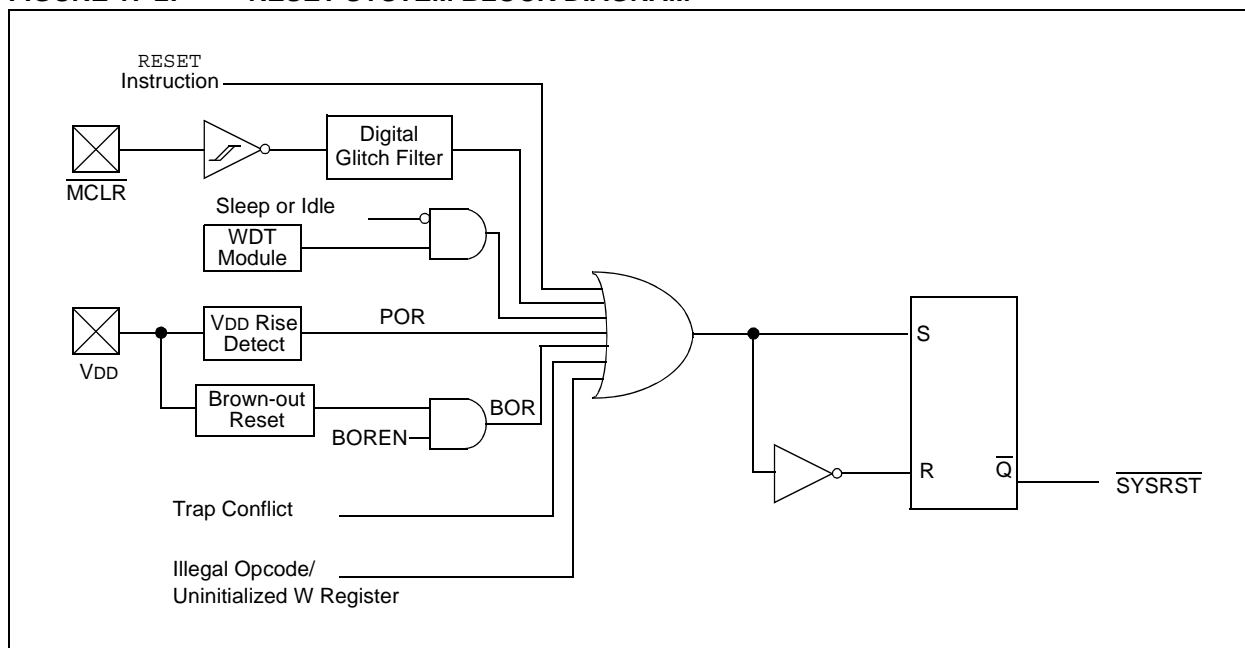 RESET
Instruction
Digital
Glitch Filter
MCLR
Sleep or Idle
WDT
Module
VDD Rise
Detect
POR
VDD
Brown-out
Reset
BOREN
BOR
Trap Conflict
Illegal Opcode/
Uninitialized W Register
S
R
Q
SYSRST